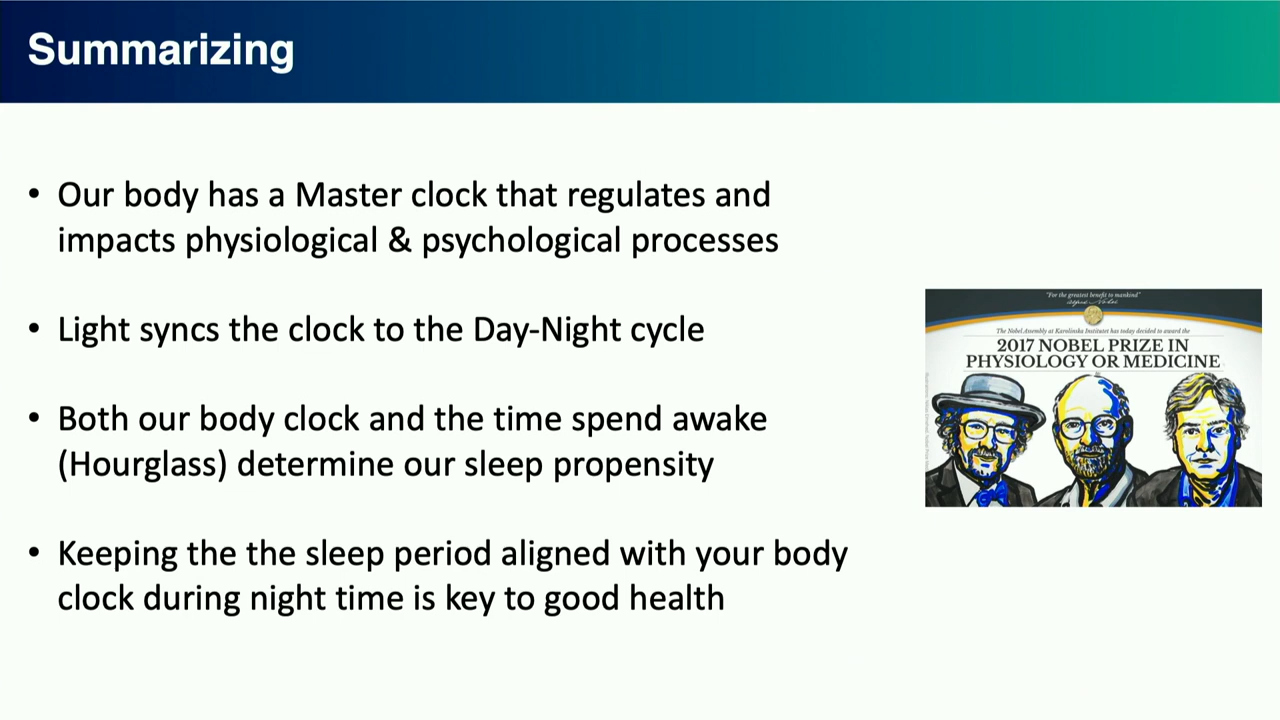 Summarizing
• Our body has a Master clock that regulates and
impacts physiological & psychological processes
• Light syncs the clock to the Day-Night cycle
• Both our body clock and the time spend awake
(Hourglass) determine our sleep propensity
• Keeping the the sleep period aligned with your body
clock during night time is key to good health
"For the greatest benefit to mankind"
The Nobel Assembly at Karolinska Institutet has today decided to award the
2017 NOBEL PRIZE IN
PHYSIOLOGY OR MEDICINE